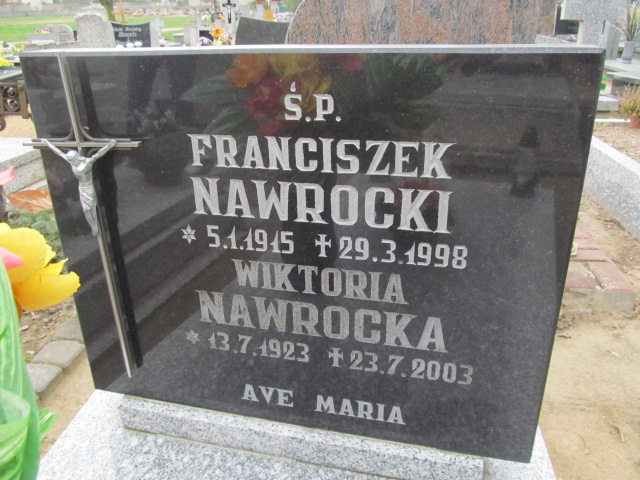 Ś.P.
FRANCISZEK
NAWROCKI
* 5.1.1915 ✝ 29.3.1998
WIKTORIA
NAWROCKA
* 13.7.1923 ✝ 23.7.2003
AVE MARIA